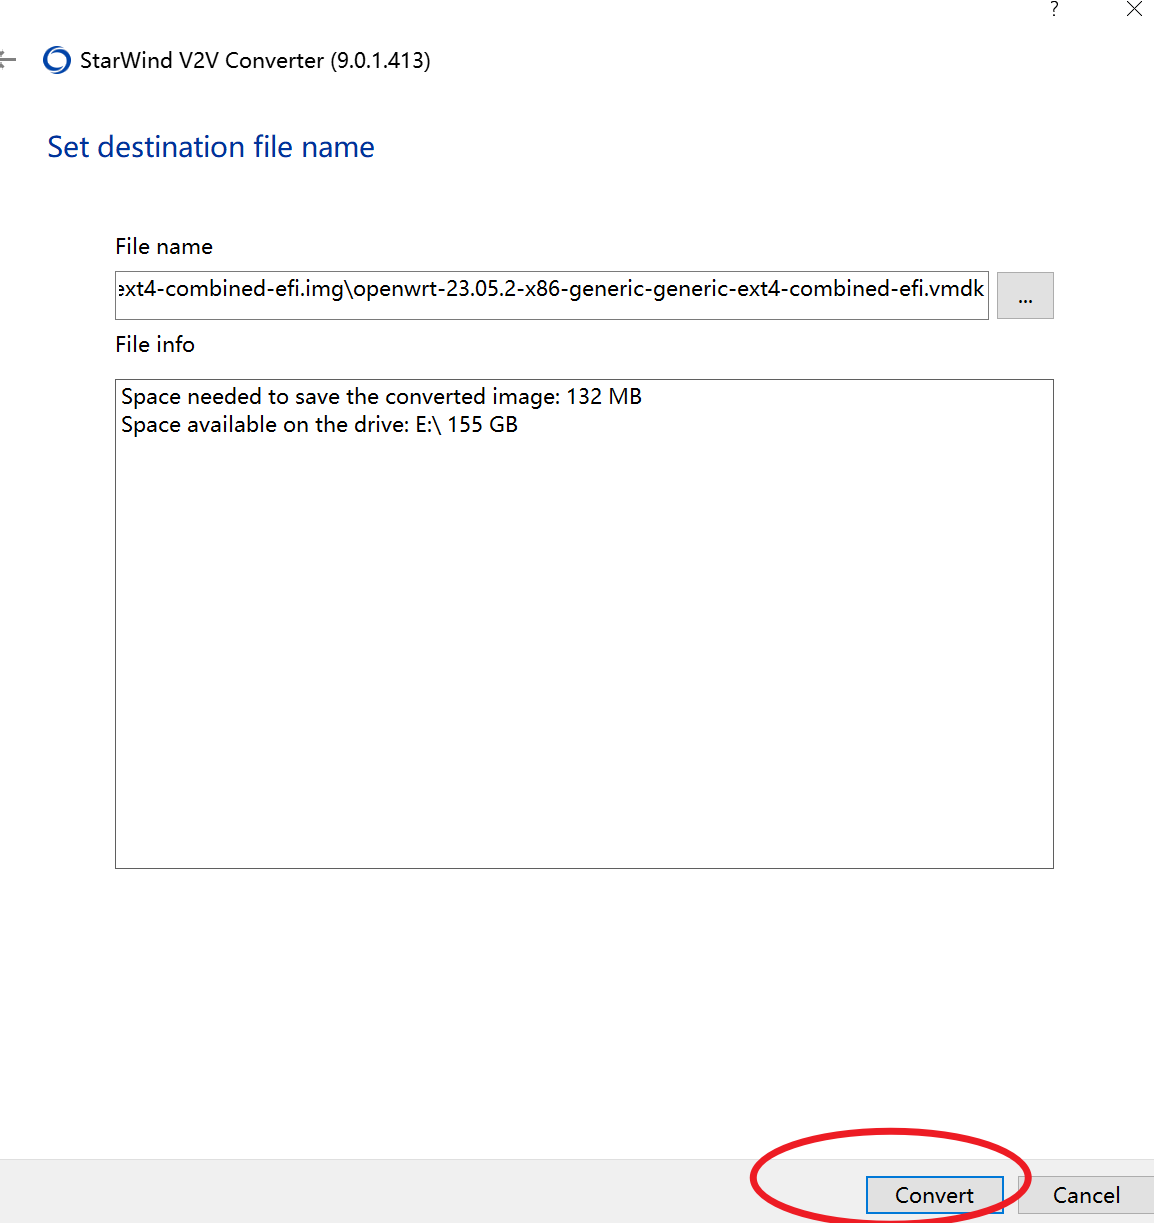 ?
StarWind V2V Converter (9.0.1.413)
Set destination file name
File name
ext4-combined-efi.img\openwrt-23.05.2-x86-generic-generic-ext4-combined-efi.vmdk
...
File info
Space needed to save the converted image: 132 MB
Space available on the drive: E:\ 155 GB
Convert
Cancel